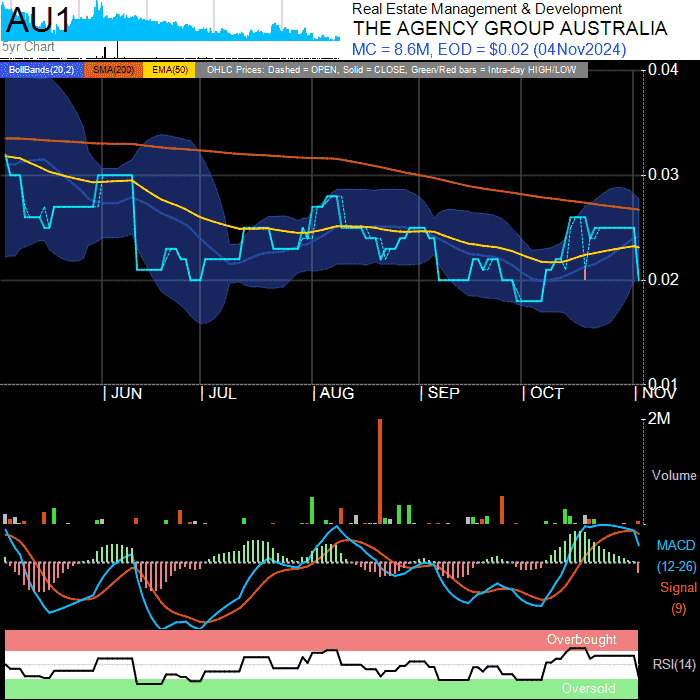 AU1
5yr Chart
Real Estate Management & Development
THE AGENCY GROUP AUSTRALIA
MC = 8.6M, EOD = $0.02 (04Nov2024)
BollBands(20,2) SMA(200) EMA(50) OHLC Prices: Dashed = OPEN, Solid = CLOSE, Green/Red bars = Intra-day HIGH/LOW
0.04
0.03
0.02
0.01
JUN JUL AUG SEP OCT NOV
2M
Volume
MACD
(12-26)
Signal
(9)
Overbought
RSI(14)
Oversold